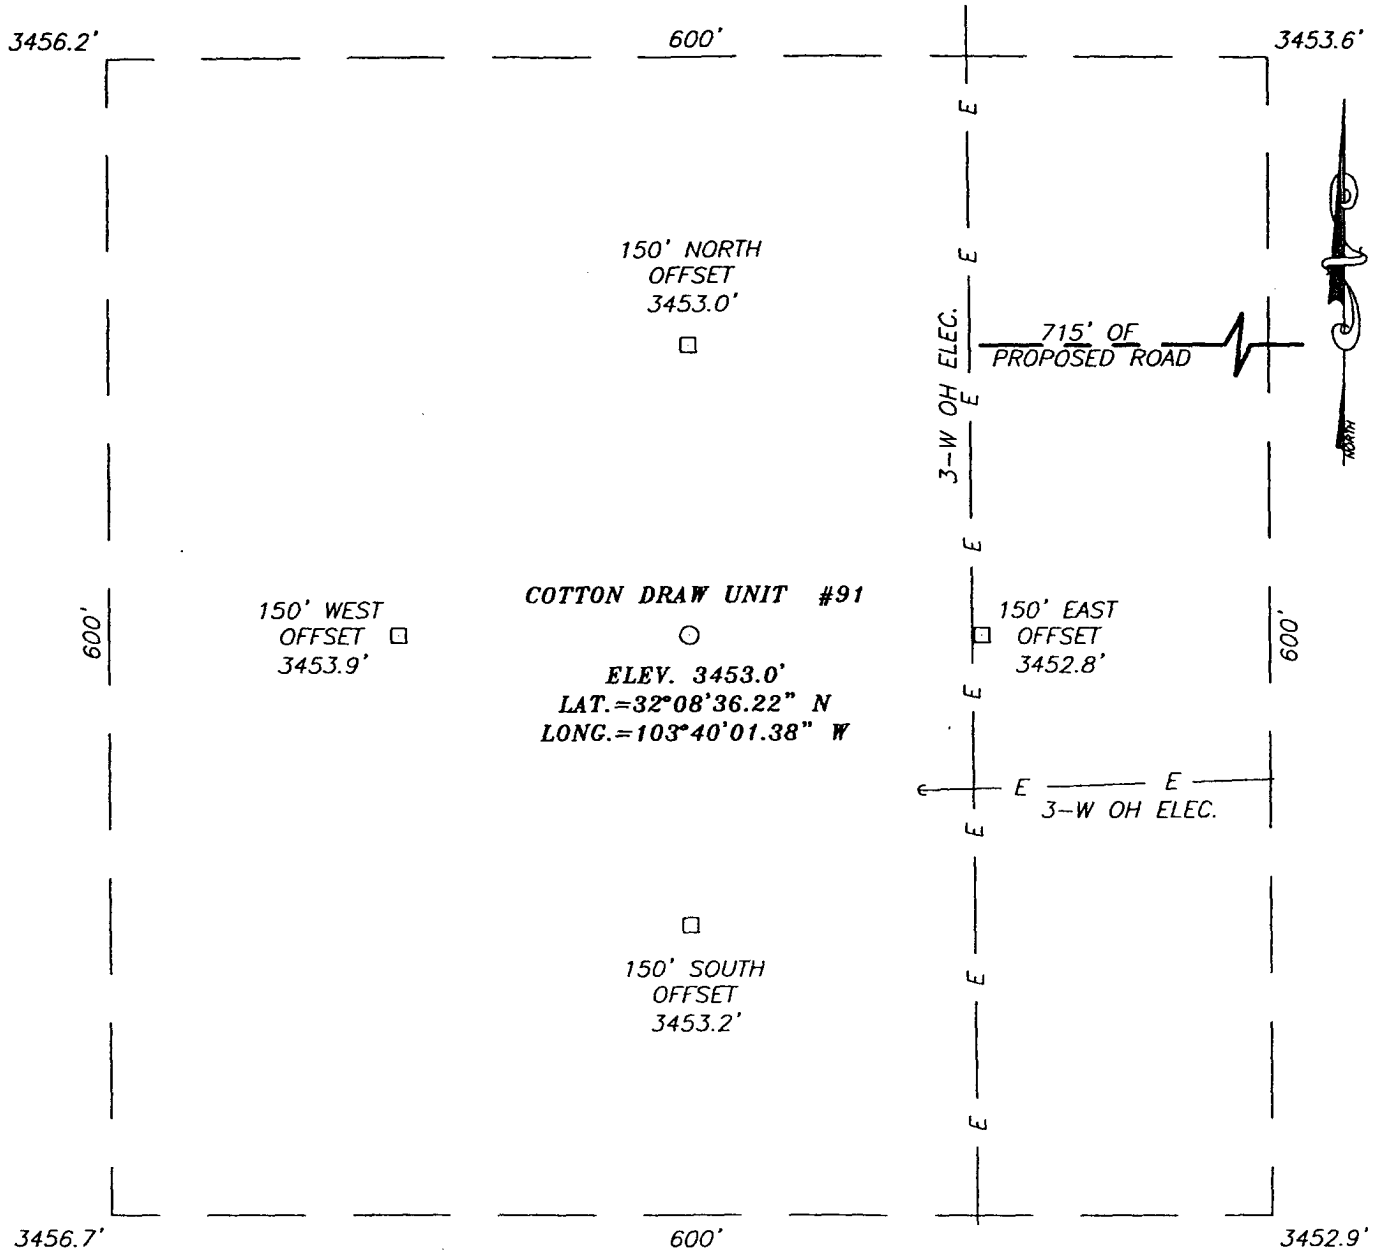 3456.2'
600'
3453.6'
E
150' NORTH
OFFSET
3453.0'
E
3-W OH ELEC.
715' OF
PROPOSED ROAD
E
NORTH
E
COTTON DRAW UNIT #91
150' WEST
OFFSET
3453.9'
600'
150' EAST
OFFSET
3452.8'
600'
ELEV. 3453.0'
LAT.=32°08'36.22" N
LONG.=103°40'01.38" W
E
E E
3-W OH ELEC.
E
150' SOUTH
OFFSET
3453.2'
E
E
3456.7'
600'
3452.9'